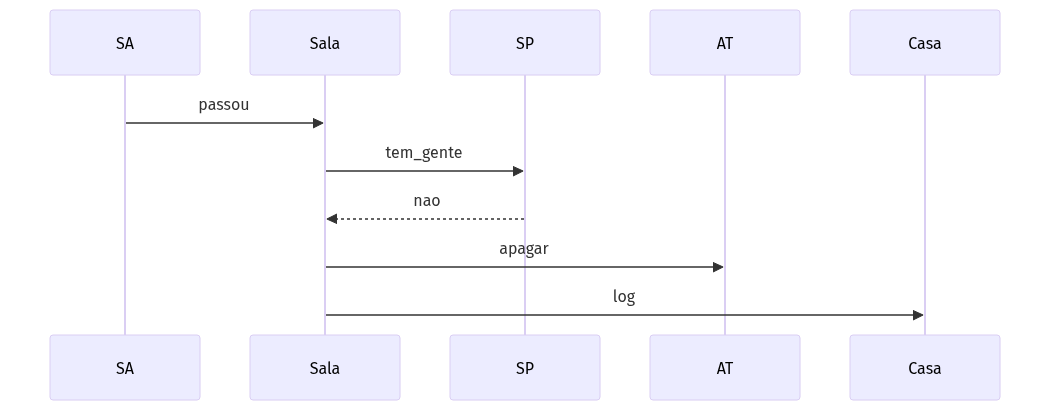 SA
Sala
SP
AT
Casa
passou
tem_gente
nao
apagar
log
SA
Sala
SP
AT
Casa